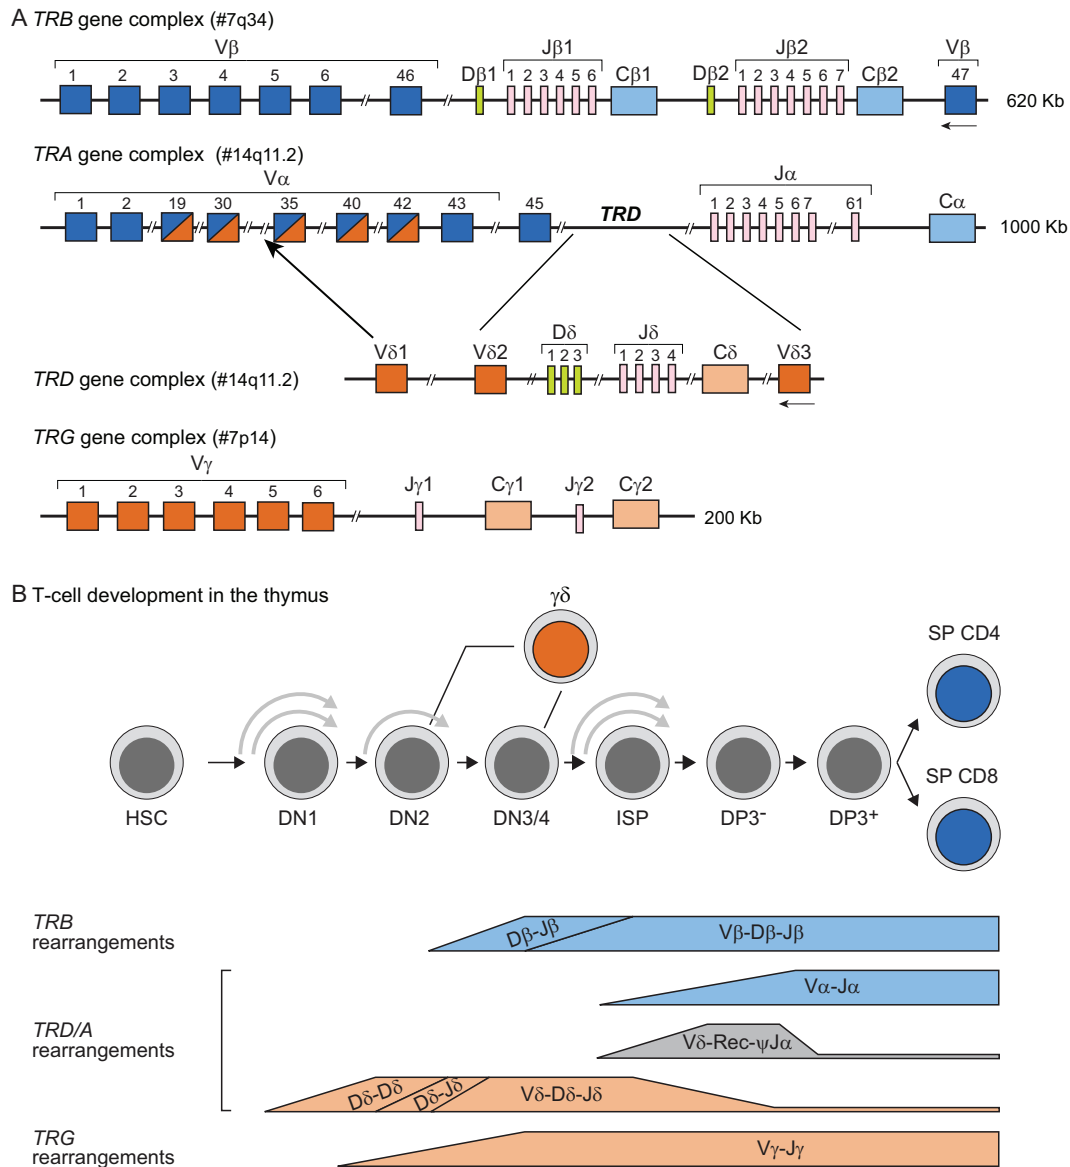 A TRB gene complex (#7q34)
Vβ Jβ1 Jβ2 Vβ
1 2 3 4 5 6 46 Dβ1 1 2 3 4 5 6 Cβ1 Dβ2 1 2 3 4 5 6 7 Cβ2 47
620 Kb
TRA gene complex (#14q11.2)
Vα Jα
1 2 19 30 35 40 42 43 45 TRD 1 2 3 4 5 6 7 61 Cα
1000 Kb
Dδ Jδ
Vδ1 Vδ2 1 2 3 1 2 3 4 Cδ Vδ3
TRD gene complex (#14q11.2)
TRG gene complex (#7p14)
Vγ
1 2 3 4 5 6 Jγ1 Cγ1 Jγ2 Cγ2
200 Kb
B T-cell development in the thymus
γδ
SP CD4
SP CD8
HSC DN1 DN2 DN3/4 ISP DP3- DP3+
TRB
rearrangements
Dβ-Jβ Vβ-Dβ-Jβ
Vα-Jα
TRD/A
rearrangements
Vδ-Rec-ψJα
Dδ-Dδ Dδ-Jδ Vδ-Dδ-Jδ
TRG
rearrangements
Vγ-Jγ